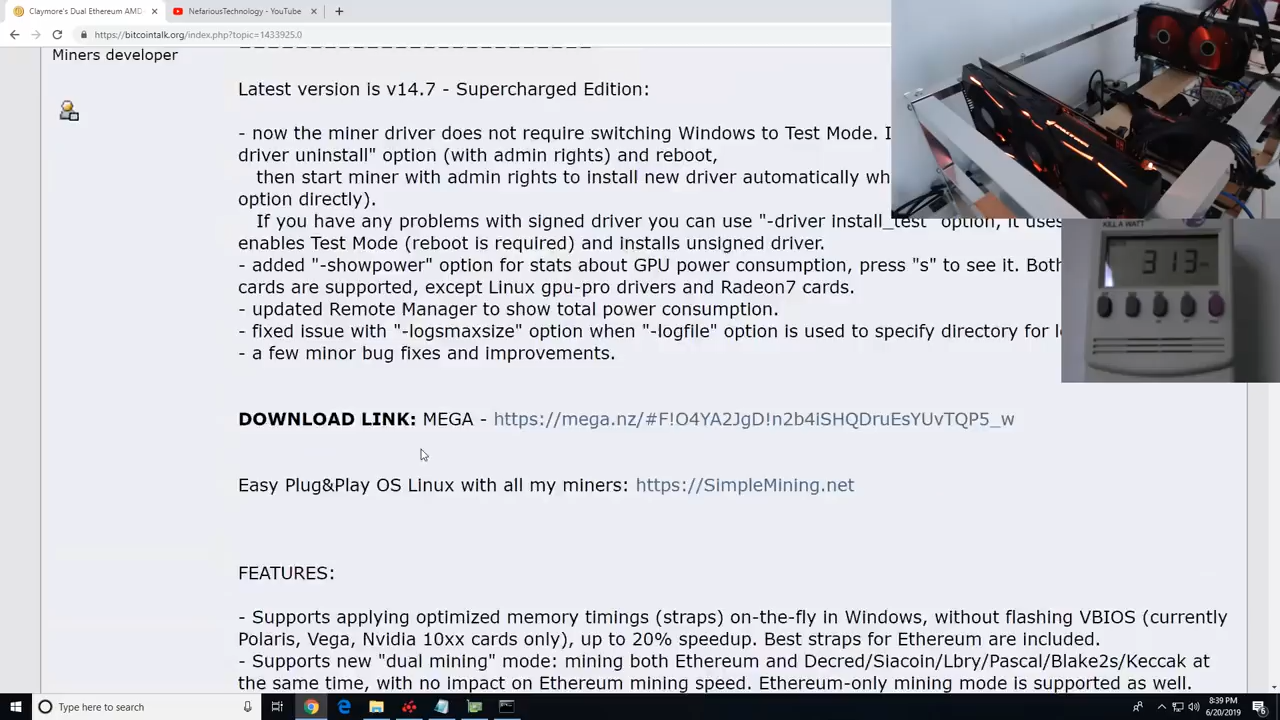 Claymore's Dual Ethereum AMD
NefariousTechnology - YouTube
https://bitcointalk.org/index.php?topic=1433925.0
Miners developer
Latest version is v14.7 - Supercharged Edition:
- now the miner driver does not require switching Windows to Test Mode. I
driver uninstall" option (with admin rights) and reboot,
then start miner with admin rights to install new driver automatically wh
option directly).
If you have any problems with signed driver you can use "-driver install_test" option, it uses
enables Test Mode (reboot is required) and installs unsigned driver.
- added "-showpower" option for stats about GPU power consumption, press "s" to see it. Both
cards are supported, except Linux gpu-pro drivers and Radeon7 cards.
- updated Remote Manager to show total power consumption.
- fixed issue with "-logsmaxsize" option when "-logfile" option is used to specify directory for l
- a few minor bug fixes and improvements.
DOWNLOAD LINK: MEGA - https://mega.nz/#F!O4YA2JgD!n2b4iSHQDruEsYUvTQP5_w
Easy Plug&Play OS Linux with all my miners: https://SimpleMining.net
FEATURES:
- Supports applying optimized memory timings (straps) on-the-fly in Windows, without flashing VBIOS (currently
Polaris, Vega, Nvidia 10xx cards only), up to 20% speedup. Best straps for Ethereum are included.
- Supports new "dual mining" mode: mining both Ethereum and Decred/Siacoin/Lbry/Pascal/Blake2s/Keccak at
the same time, with no impact on Ethereum mining speed. Ethereum-only mining mode is supported as well.
KILL A WATT
313
Type here to search
8:39 PM
6/20/2019